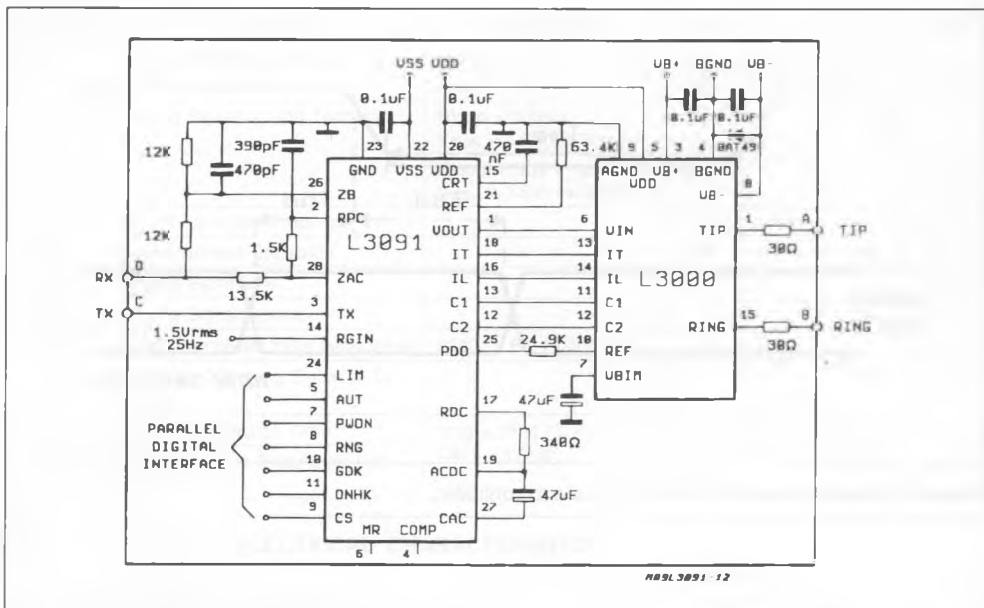 VSS VDD
VB+ BGND VB-
0.1uF 0.1uF
0.1uF 0.1uF
12K 390pF 470pF
23 22 20 470 nF 63.4K 9 5 3 4 BAT49
GND VSS VDD 15
CRT
AGND VDD VB+ BGND
VB- 8
26 ZB
21 REF
2 RPC
1 VOUT 6 VIN TIP 1 A TIP
12K
L3091
18 IT 13 IT
30Ω
1.5K
16 IL 14 IL L3000
RX D 28 ZAC
13.5K
13 C1 11 C1
TX C 3 TX
12 C2 12 C2 RING 15 B RING
1.5Vrms 25Hz
14 RGIN
25 PDO 24.9K 10 REF
30Ω
24 LIM
7 VBIM
5 AUT
47uF
7 PWON
17 RDC
PARALLEL DIGITAL INTERFACE
8 RNG
340Ω
10 GDK
19 ACDC
11 ONHK
47uF
9 CS
27 CAC
MR COMP
6 4
M89L3091-12